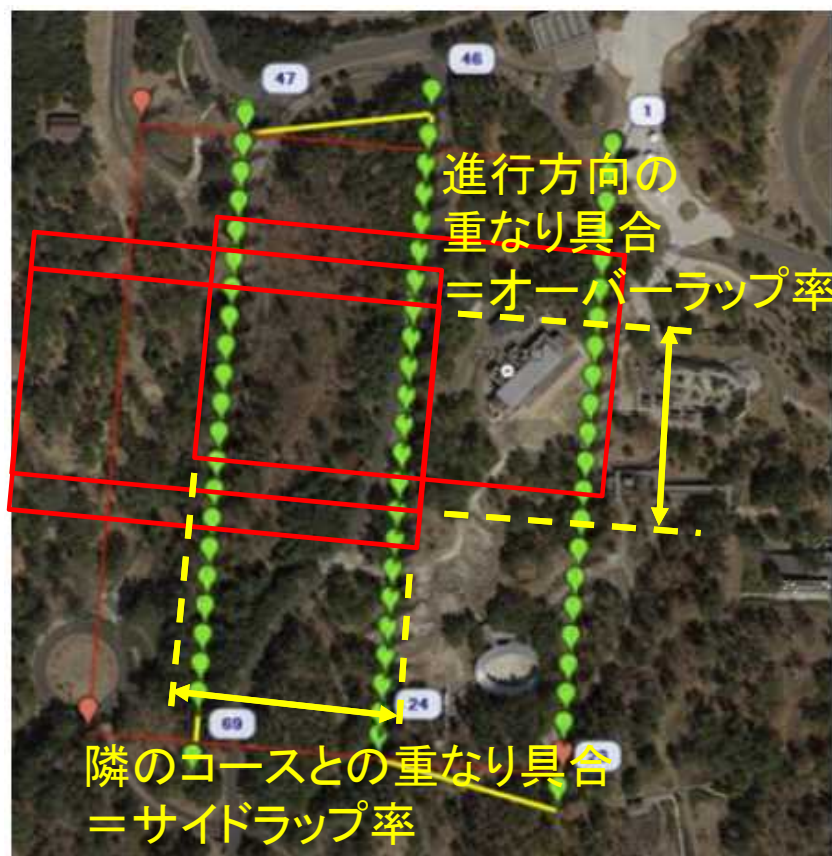 47
46
1
進行方向の
重なり具合
＝オーバーラップ率
69
24
隣のコースとの重なり具合
＝サイドラップ率